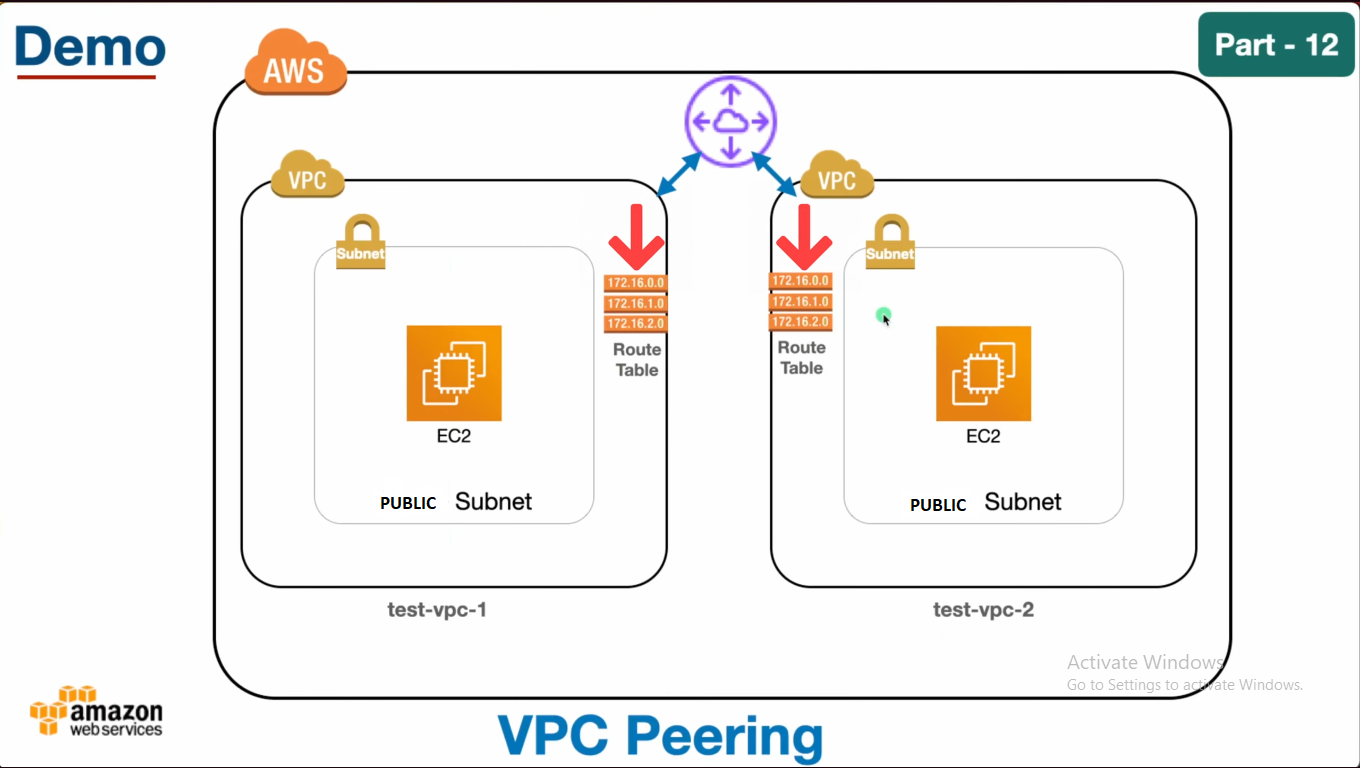 Demo
Part - 12
AWS
VPC
VPC
Subnet
Subnet
172.16.0.0
172.16.1.0
172.16.2.0
Route
Table
172.16.0.0
172.16.1.0
172.16.2.0
Route
Table
EC2
EC2
PUBLIC Subnet
PUBLIC Subnet
test-vpc-1
test-vpc-2
Activate Windows
Go to Settings to activate Windows.
amazon
web services
VPC Peering